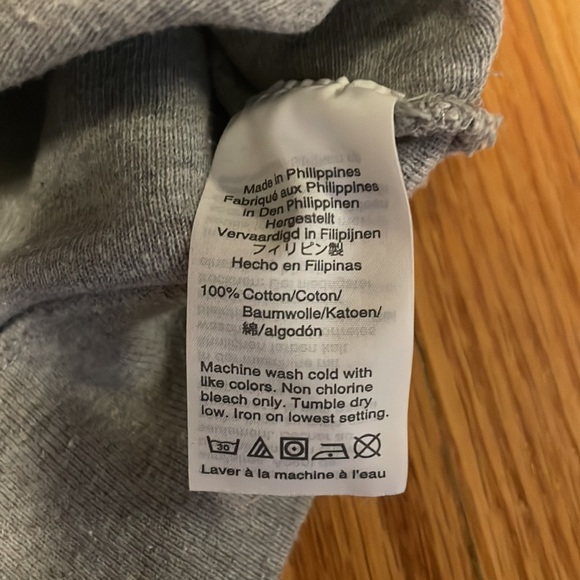 Made in Philippines
Fabriqué aux Philippines
in Den Philippinen
Hergestellt
Vervaardigd in Filipijnen
フィリピン製
Hecho en Filipinas
100% Cotton/Coton/
Baumwolle/Katoen/
綿/algodón
Machine wash cold with
like colors. Non chlorine
bleach only. Tumble dry
low. Iron on lowest setting.
30
Laver à la machine à l'eau